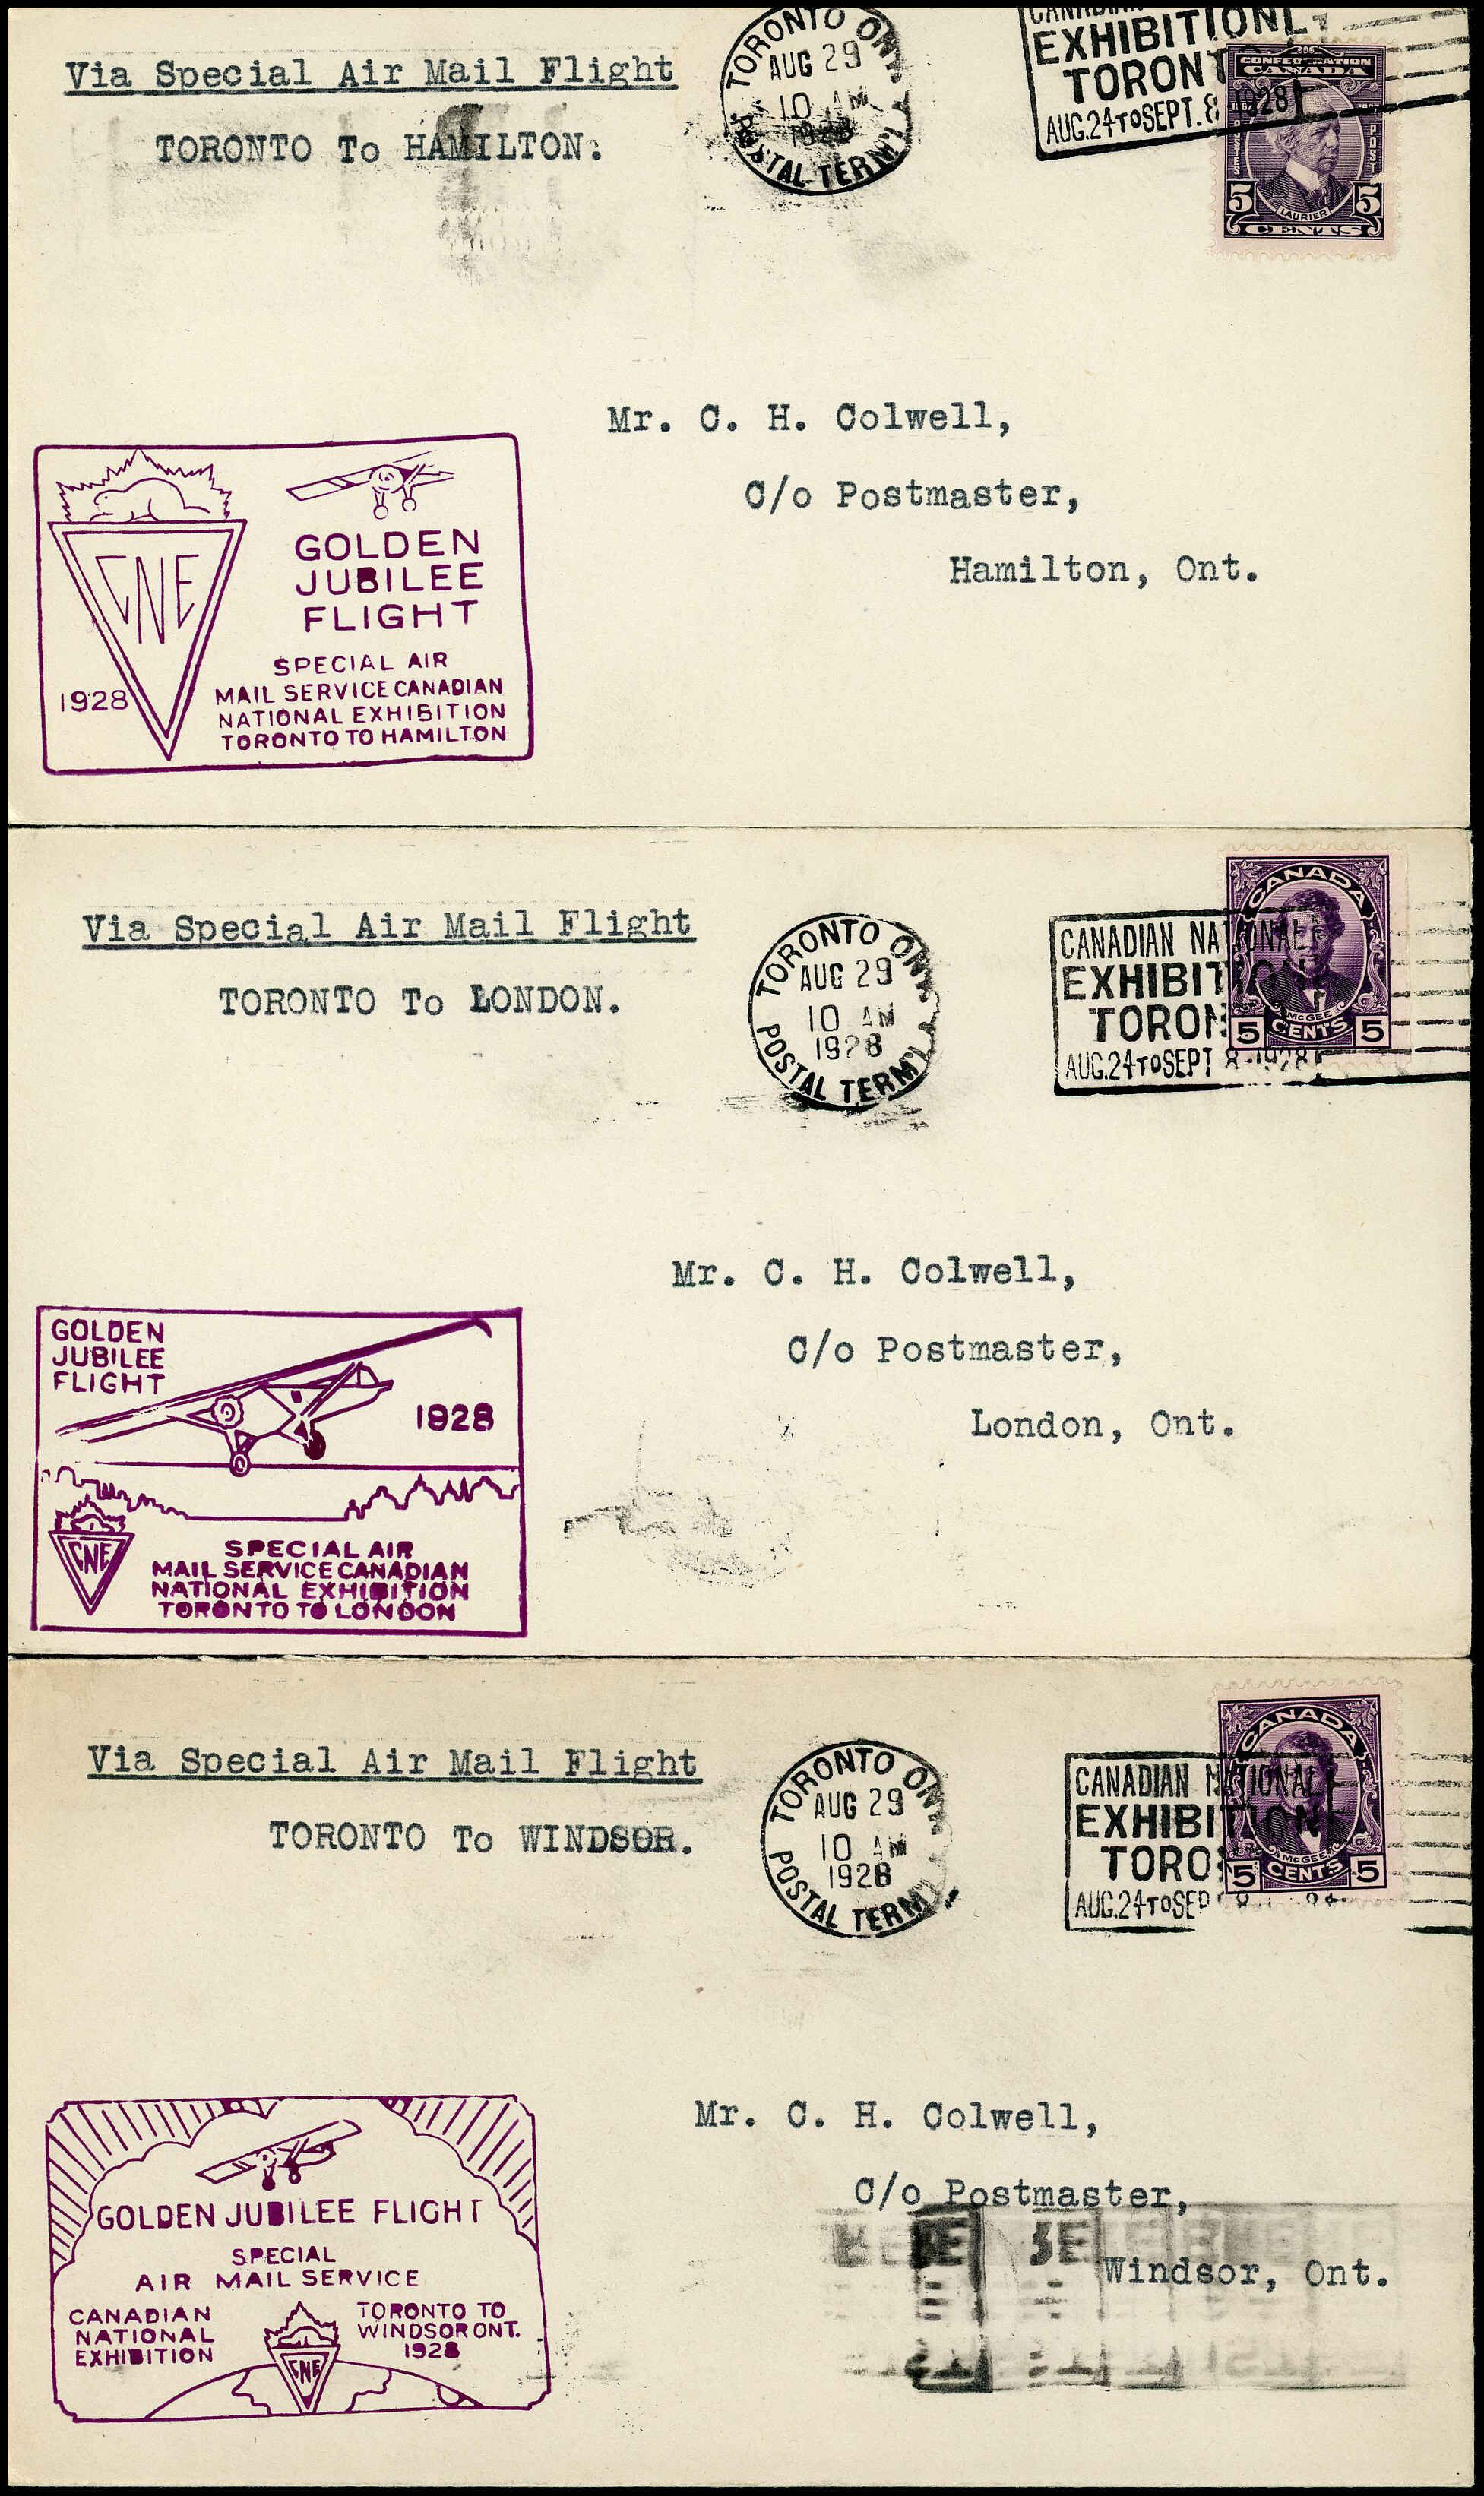 Via Special Air Mail Flight
TORONTO To HAMILTON.
TORONTO ONT
AUG 29
10 AM
1928
POSTAL TERM'L A
EXHIBITION
TORONT
AUG.24 TO SEPT. 8 1928
CONFEDERATION
CANADA
POSTES
POST
LAURIER
5 5
CENTS
Mr. C. H. Colwell,
C/o Postmaster,
Hamilton, Ont.
CNE
1928
GOLDEN
JUBILEE
FLIGHT
SPECIAL AIR
MAIL SERVICE CANADIAN
NATIONAL EXHIBITION
TORONTO TO HAMILTON
Via Special Air Mail Flight
TORONTO To LONDON.
TORONTO ONT
AUG 29
10 AM
1928
POSTAL TERM'L A
CANADIAN NATIONAL
EXHIBITION
TORON
AUG.24 TO SEPT 8-1928
CANADA
McGEE
5 CENTS 5
Mr. C. H. Colwell,
C/o Postmaster,
London, Ont.
GOLDEN
JUBILEE
FLIGHT
1928
CNE
SPECIAL AIR
MAIL SERVICE CANADIAN
NATIONAL EXHIBITION
TORONTO TO LONDON
Via Special Air Mail Flight
TORONTO To WINDSOR.
TORONTO ONT
AUG 29
10 AM
1928
POSTAL TERM'L
CANADIAN NATIONAL
EXHIBITION
TORO
AUG.24 TO SEP
CANADA
McGEE
5 CENTS 5
Mr. C. H. Colwell,
C/o Postmaster,
Windsor, Ont.
GOLDEN JUBILEE FLIGHT
SPECIAL
AIR MAIL SERVICE
CANADIAN
NATIONAL
EXHIBITION
CNE
TORONTO TO
WINDSOR ONT.
1928